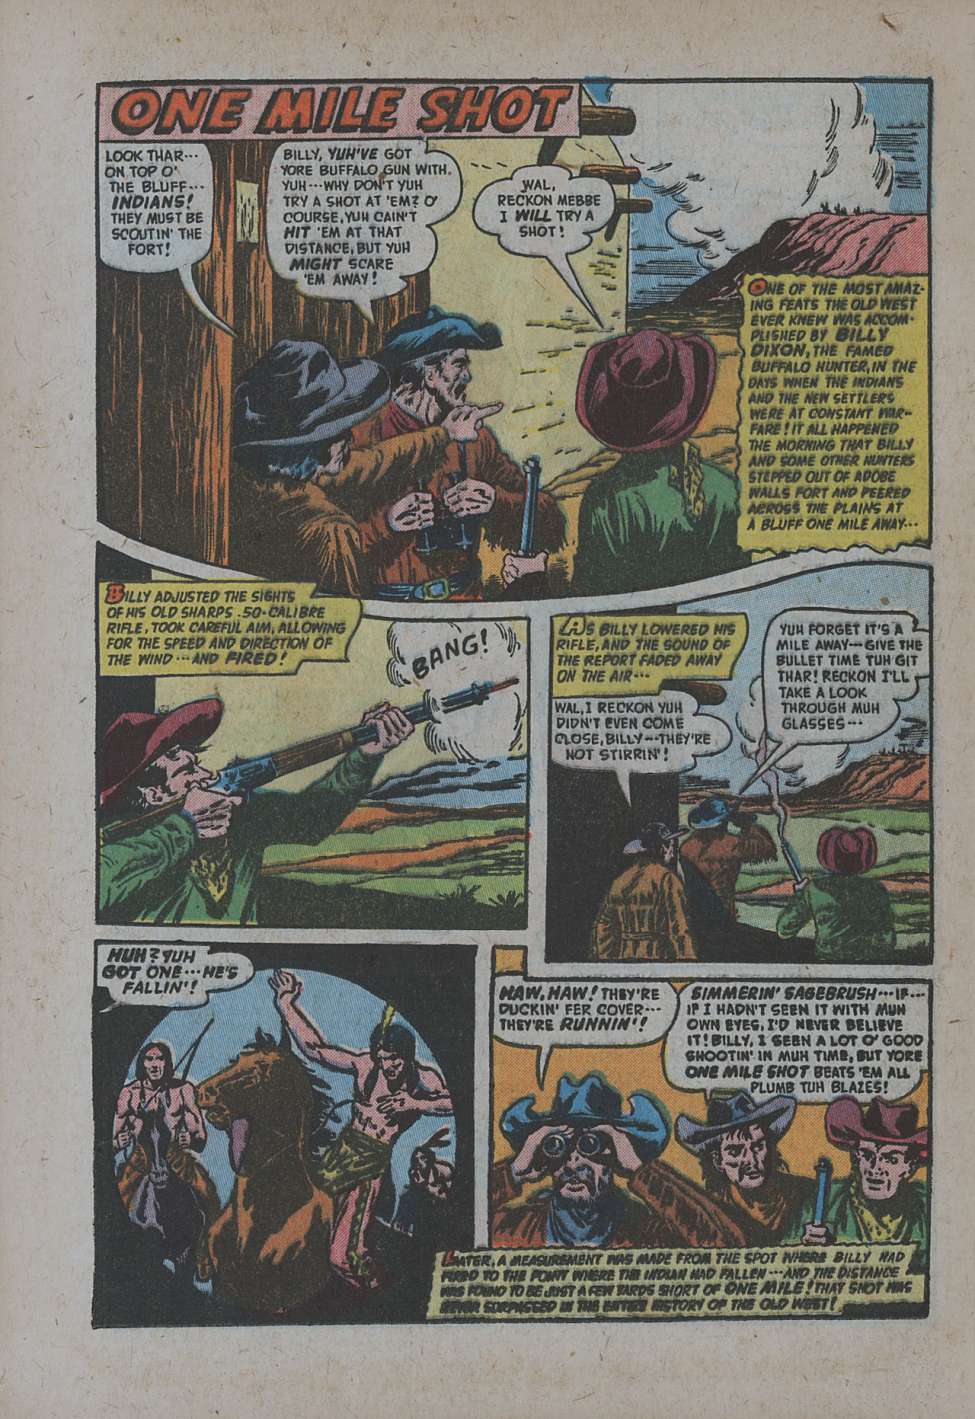 ONE MILE SHOT
LOOK THAR---
ON TOP O'
THE BLUFF---
INDIANS!
THEY MUST BE
SCOUTIN' THE
FORT!
BILLY, YUH'VE GOT
YORE BUFFALO GUN WITH
YUH---WHY DON'T YUH
TRY A SHOT AT 'EM? O'
COURSE, YUH CAIN'T
HIT 'EM AT THAT
DISTANCE, BUT YUH
MIGHT SCARE
'EM AWAY!
WAL,
RECKON MEBBE
I WILL TRY A
SHOT!
ONE OF THE MOST AMAZ-
ING FEATS THE OLD WEST
EVER KNEW WAS ACCOM-
PLISHED BY BILLY
DIXON, THE FAMED
BUFFALO HUNTER, IN THE
DAYS WHEN THE INDIANS
AND THE NEW SETTLERS
WERE AT CONSTANT WAR-
FARE! IT ALL HAPPENED
THE MORNING THAT BILLY
AND SOME OTHER HUNTERS
STEPPED OUT OF ADOBE
WALLS FORT AND PEERED
ACROSS THE PLAINS AT
A BLUFF ONE MILE AWAY---
BILLY ADJUSTED THE SIGHTS
OF HIS OLD SHARPS .50-CALIBRE
RIFLE, TOOK CAREFUL AIM, ALLOWING
FOR THE SPEED AND DIRECTION OF
THE WIND---AND FIRED!
BANG!
AS BILLY LOWERED HIS
RIFLE, AND THE SOUND OF
THE REPORT FADED AWAY
ON THE AIR---
WAL, I RECKON YUH
DIDN'T EVEN COME
CLOSE, BILLY--THEY'RE
NOT STIRRIN'!
YUH FORGET IT'S A
MILE AWAY--GIVE THE
BULLET TIME TUH GIT
THAR! RECKON I'LL
TAKE A LOOK
THROUGH MUH
GLASSES---
HUH? YUH
GOT ONE---HE'S
FALLIN'!
HAW, HAW! THEY'RE
DUCKIN' FER COVER---
THEY'RE RUNNIN'!
SIMMERIN' SAGEBRUSH---IF---
IF I HADN'T SEEN IT WITH MUH
OWN EYES, I'D NEVER BELIEVE
IT! BILLY, I SEEN A LOT O' GOOD
SHOOTIN' IN MUH TIME, BUT YORE
ONE MILE SHOT BEATS 'EM ALL
PLUMB TUH BLAZES!
LATER, A MEASUREMENT WAS MADE FROM THE SPOT WHERE BILLY HAD
FIRED TO THE POINT WHERE THE INDIAN HAD FALLEN---AND THE DISTANCE
WAS FOUND TO BE JUST A FEW YARDS SHORT OF ONE MILE! THAT SHOT WAS
NEVER SURPASSED IN THE ENTIRE HISTORY OF THE OLD WEST!